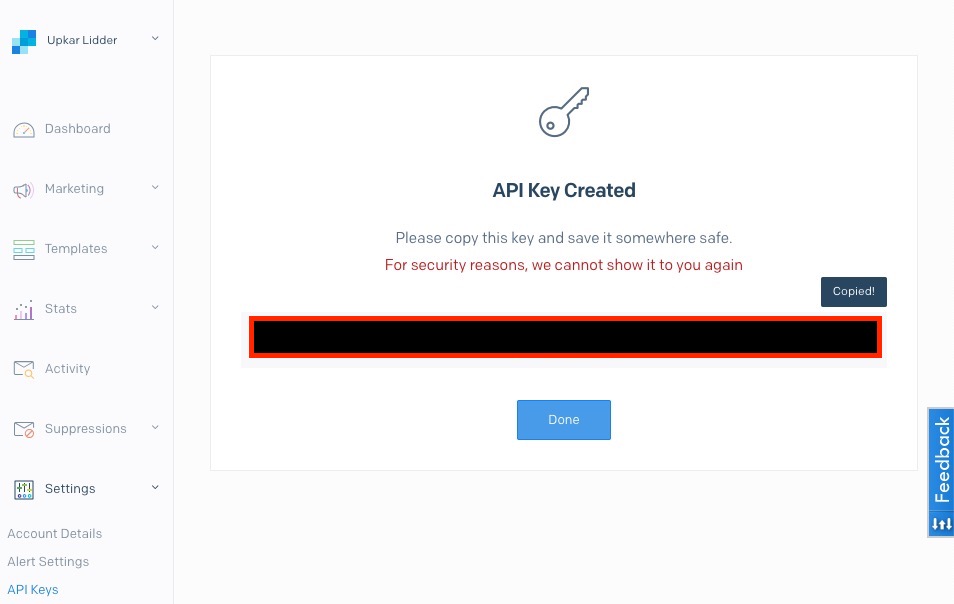 Upkar Lidder
Dashboard
Marketing
Templates
Stats
Activity
Suppressions
Settings
Account Details
Alert Settings
API Keys
API Key Created
Please copy this key and save it somewhere safe.
For security reasons, we cannot show it to you again
Copied!
Done
Feedback